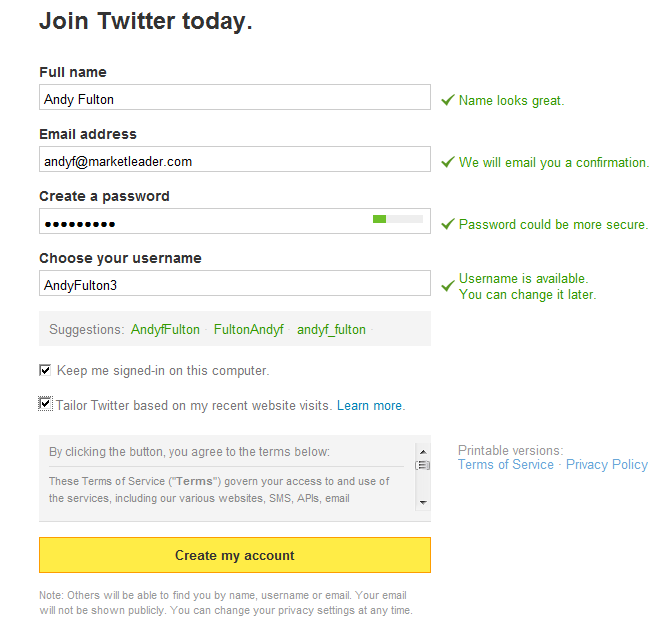 Join Twitter today.
Full name
Andy Fulton
Name looks great.
Email address
andyf@marketleader.com
We will email you a confirmation.
Create a password
●●●●●●●●●
Password could be more secure.
Choose your username
AndyFulton3
Username is available.
You can change it later.
Suggestions: AndyfFulton · FultonAndyf · andyf_fulton ·
Keep me signed-in on this computer.
Tailor Twitter based on my recent website visits. Learn more.
By clicking the button, you agree to the terms below:
These Terms of Service ("Terms") govern your access to and use of
the services, including our various websites, SMS, APIs, email
Printable versions:
Terms of Service · Privacy Policy
Create my account
Note: Others will be able to find you by name, username or email. Your email
will not be shown publicly. You can change your privacy settings at any time.